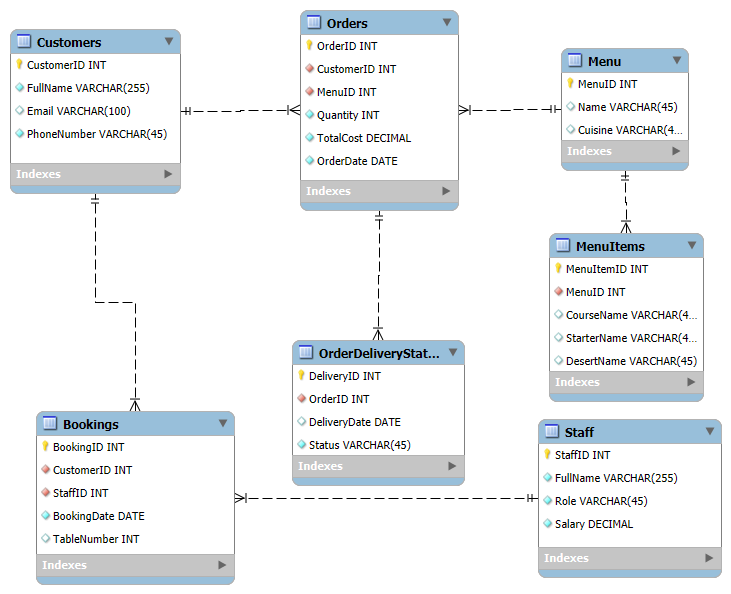 Customers
CustomerID INT
FullName VARCHAR(255)
Email VARCHAR(100)
PhoneNumber VARCHAR(45)
Indexes
Orders
OrderID INT
CustomerID INT
MenuID INT
Quantity INT
TotalCost DECIMAL
OrderDate DATE
Indexes
Menu
MenuID INT
Name VARCHAR(45)
Cuisine VARCHAR(4...
Indexes
MenuItems
MenuItemID INT
MenuID INT
CourseName VARCHAR(4...
StarterName VARCHAR(4...
DesertName VARCHAR(45)
Indexes
OrderDeliveryStat...
DeliveryID INT
OrderID INT
DeliveryDate DATE
Status VARCHAR(45)
Indexes
Bookings
BookingID INT
CustomerID INT
StaffID INT
BookingDate DATE
TableNumber INT
Indexes
Staff
StaffID INT
FullName VARCHAR(255)
Role VARCHAR(45)
Salary DECIMAL
Indexes